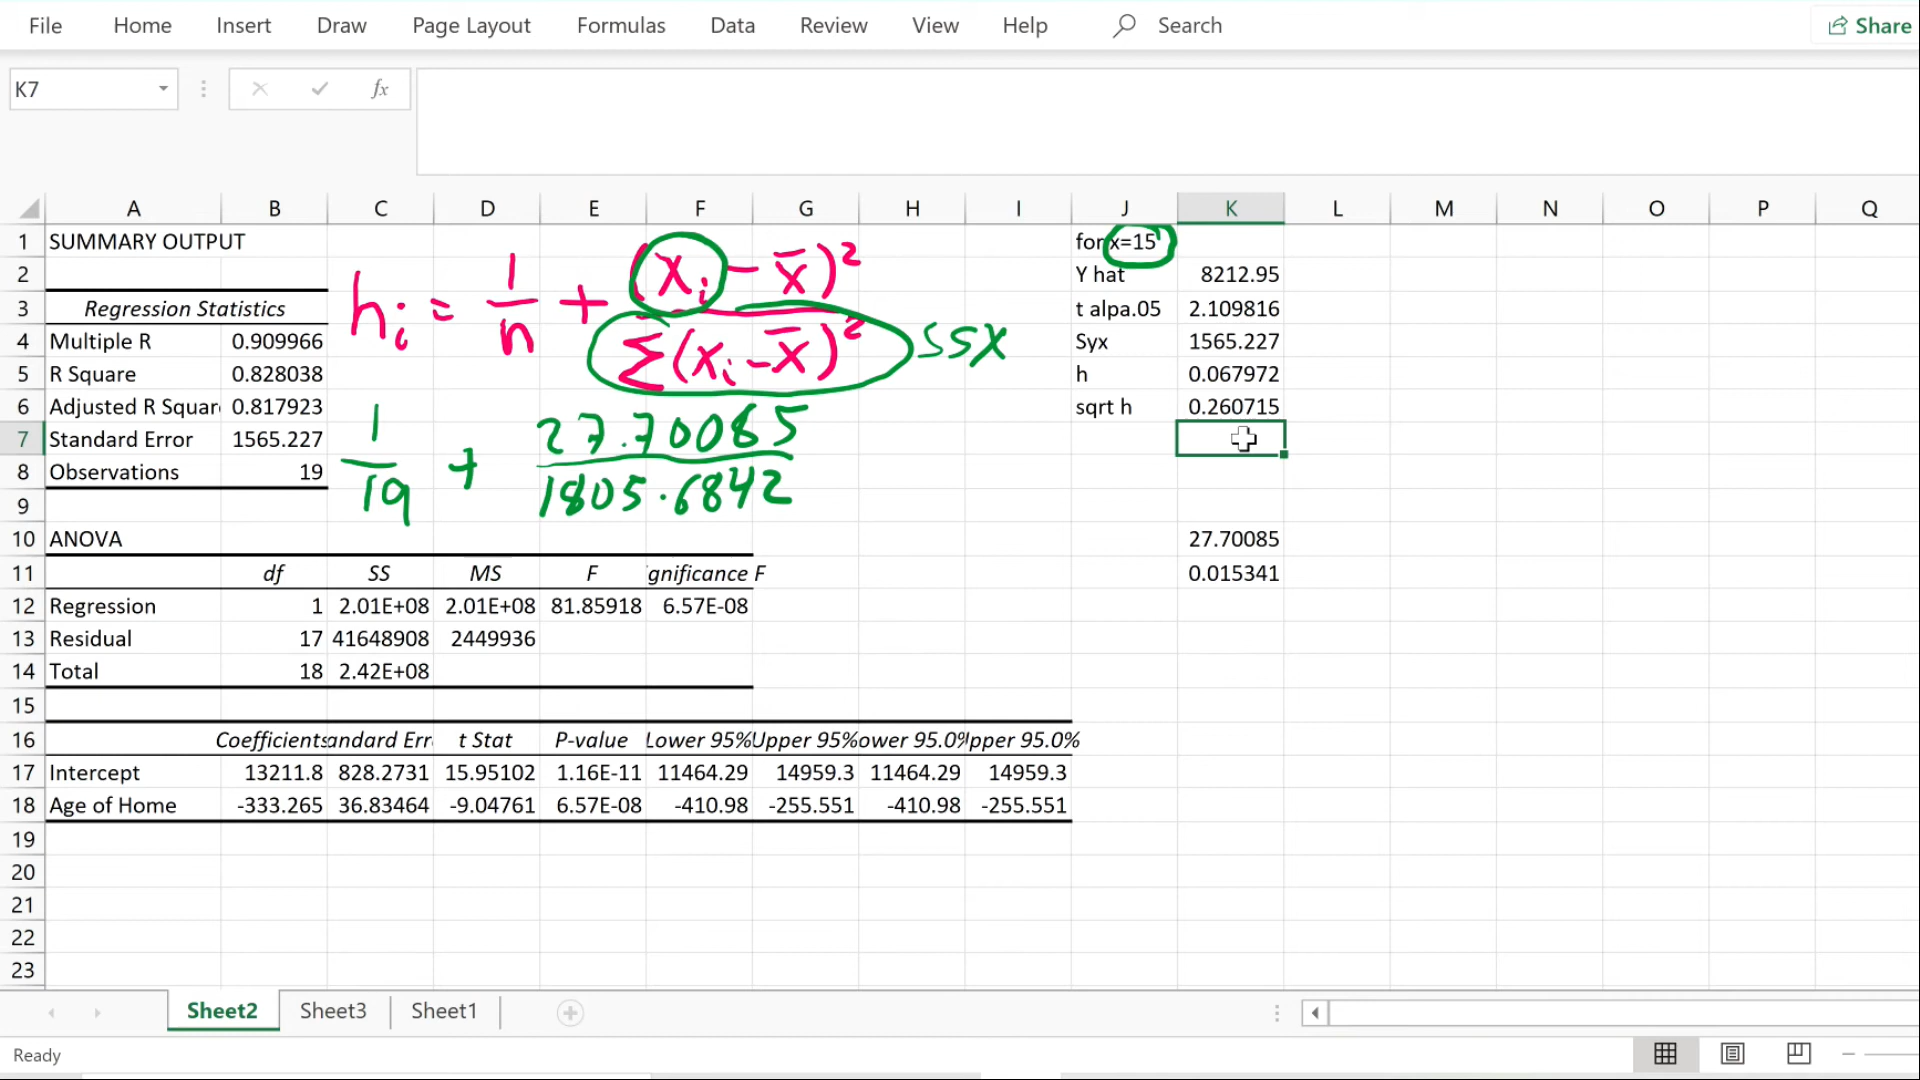 File Home Insert Draw Page Layout Formulas Data Review View Help Search Share
K7 fx
A B C D E F G H I J K L M N O P Q
1 SUMMARY OUTPUT for x=15
2 Y hat 8212.95
3 Regression Statistics t alpa.05 2.109816
4 Multiple R 0.909966 Syx 1565.227
5 R Square 0.828038 h 0.067972
6 Adjusted R Squar 0.817923 sqrt h 0.260715
7 Standard Error 1565.227
8 Observations 19
9
hi = 1/n + (xi - x̄)² / Σ(xi - x̄)² SSX
1/19 + 27.70085 / 1805.6842
10 ANOVA 27.70085
11 df SS MS F gnificance F 0.015341
12 Regression 1 2.01E+08 2.01E+08 81.85918 6.57E-08
13 Residual 17 41648908 2449936
14 Total 18 2.42E+08
15
16 Coefficients andard Err t Stat P-value Lower 95% Upper 95% ower 95.0% pper 95.0%
17 Intercept 13211.8 828.2731 15.95102 1.16E-11 11464.29 14959.3 11464.29 14959.3
18 Age of Home -333.265 36.83464 -9.04761 6.57E-08 -410.98 -255.551 -410.98 -255.551
19
20
21
22
23
Sheet2 Sheet3 Sheet1
Ready